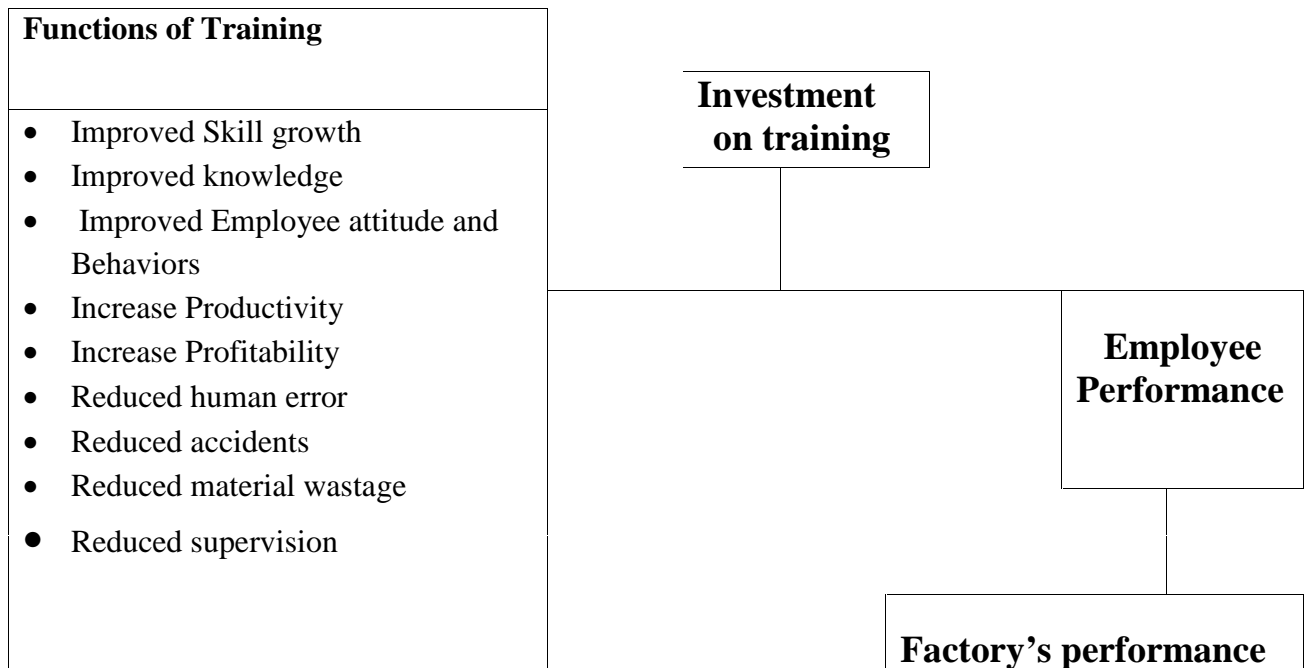 Functions of Training
Investment
on training
• Improved Skill growth
• Improved knowledge
• Improved Employee attitude and
Behaviors
• Increase Productivity
• Increase Profitability
• Reduced human error
• Reduced accidents
• Reduced material wastage
• Reduced supervision
Employee
Performance
Factory’s performance